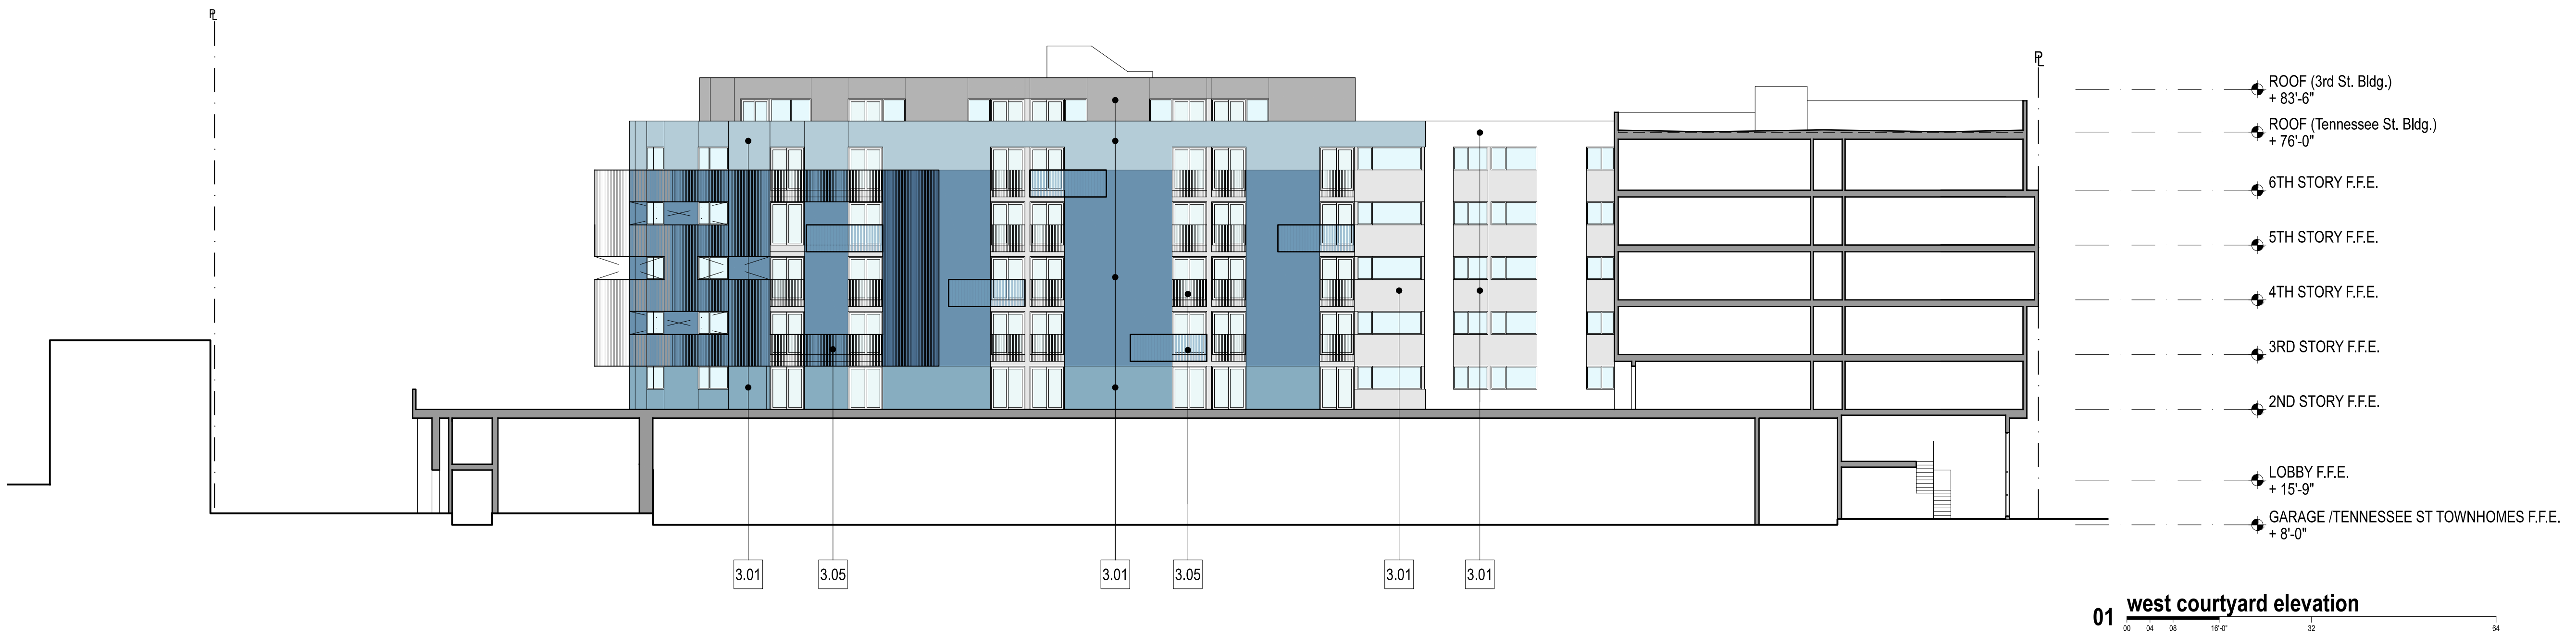 PL
PL
ROOF (3rd St. Bldg.)
+ 83'-6"
ROOF (Tennessee St. Bldg.)
+ 76'-0"
6TH STORY F.F.E.
5TH STORY F.F.E.
4TH STORY F.F.E.
3RD STORY F.F.E.
2ND STORY F.F.E.
LOBBY F.F.E.
+ 15'-9"
GARAGE /TENNESSEE ST TOWNHOMES F.F.E.
+ 8'-0"
3.01
3.05
3.01
3.05
3.01
3.01
01 west courtyard elevation
00 04 08 16'-0" 32 64